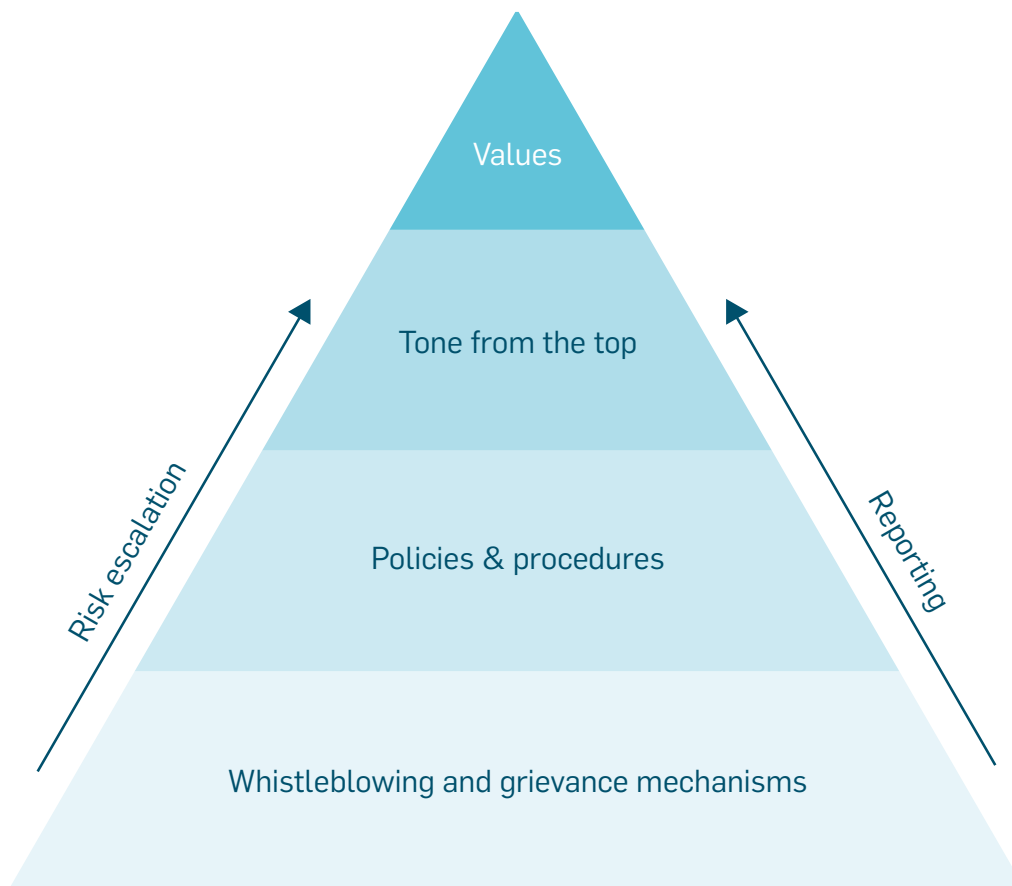 Values
Tone from the top
Risk escalation
Reporting
Policies & procedures
Whistleblowing and grievance mechanisms